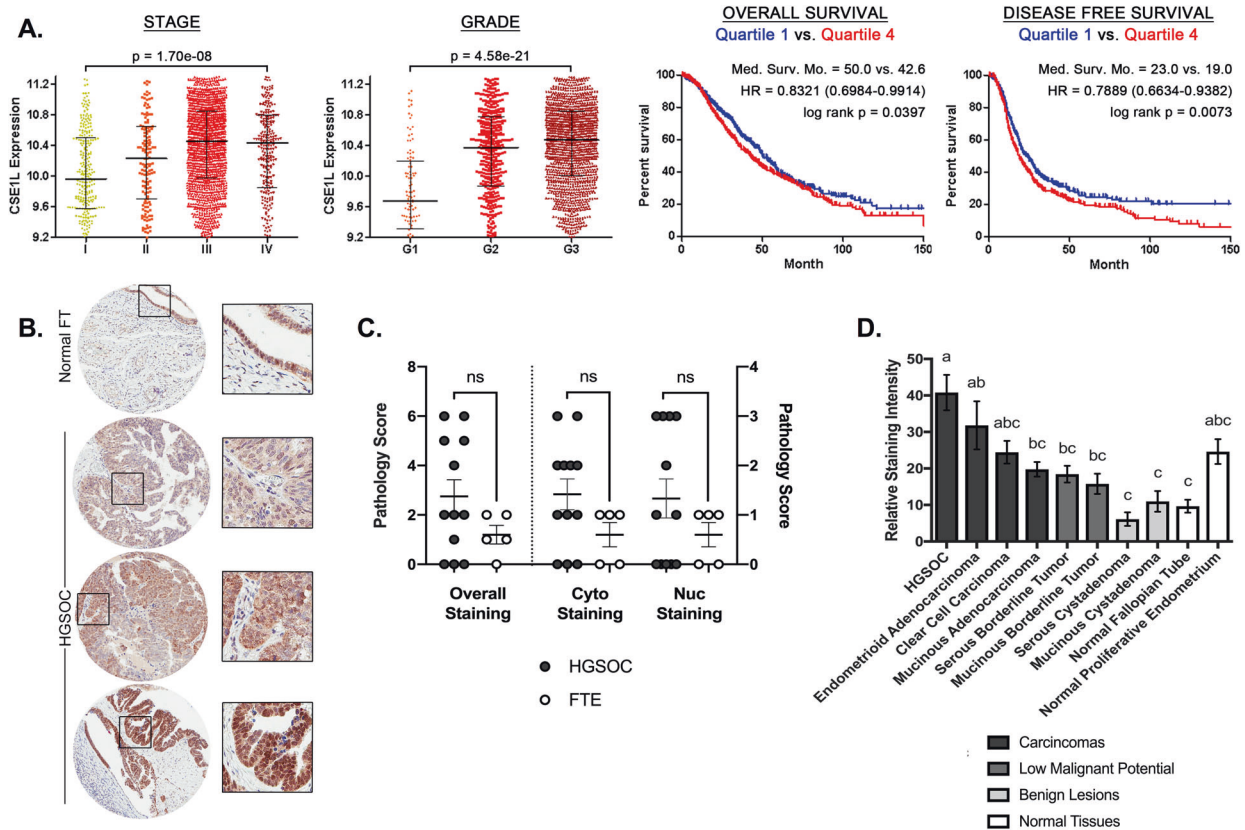 A.
STAGE
p = 1.70e-08
CSE1L Expression
11.2
10.8
10.4
10.0
9.6
9.2
I
II
III
IV
GRADE
p = 4.58e-21
CSE1L Expression
11.2
10.8
10.4
10.0
9.6
9.2
G1
G2
G3
OVERALL SURVIVAL
Quartile 1 vs. Quartile 4
Med. Surv. Mo. = 50.0 vs. 42.6
HR = 0.8321 (0.6984-0.9914)
log rank p = 0.0397
Percent survival
100
80
60
40
20
0
0
50
100
150
Month
DISEASE FREE SURVIVAL
Quartile 1 vs. Quartile 4
Med. Surv. Mo. = 23.0 vs. 19.0
HR = 0.7889 (0.6634-0.9382)
log rank p = 0.0073
Percent survival
100
80
60
40
20
0
0
50
100
150
Month
B.
Normal FT
HGSOC
C.
Pathology Score
8
6
4
2
0
ns
ns
ns
4
3
2
1
0
Pathology Score
Overall
Staining
Cyto
Staining
Nuc
Staining
HGSOC
FTE
D.
Relative Staining Intensity
50
40
30
20
10
0
a
ab
abc
bc
bc
bc
c
c
c
abc
HGSOC
Endometrioid Adenocarcinoma
Clear Cell Carcinoma
Mucinous Adenocarcinoma
Serous Borderline Tumor
Mucinous Borderline Tumor
Serous Cystadenoma
Mucinous Cystadenoma
Normal Fallopian Tube
Normal Proliferative Endometrium
:
Carcincomas
Low Malignant Potential
Benign Lesions
Normal Tissues